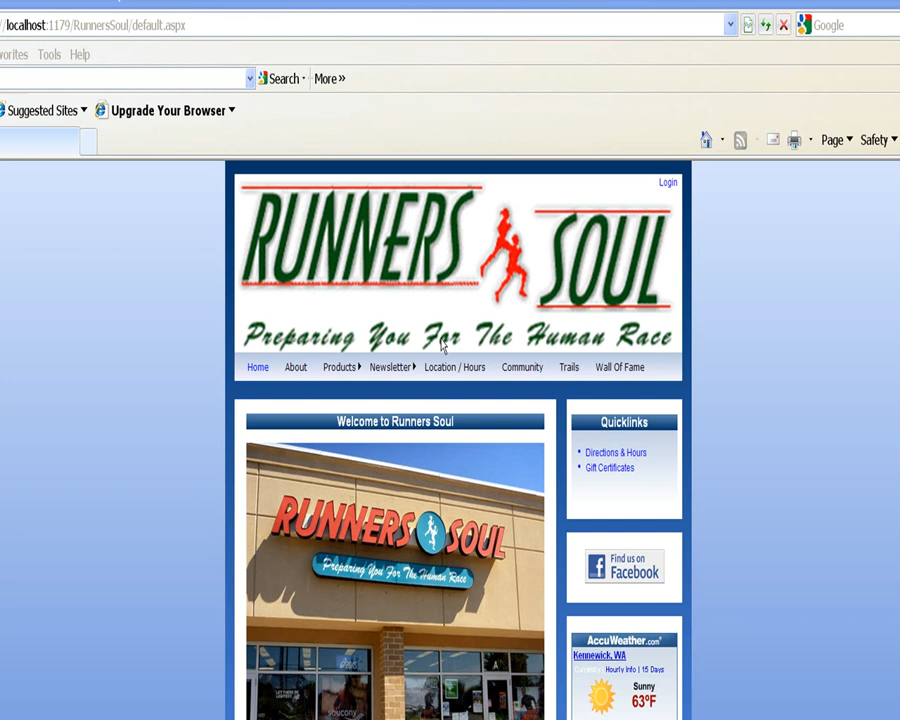 //localhost:1179/RunnersSoul/default.aspx
Google
vorites Tools Help
Search More »
Suggested Sites Upgrade Your Browser
Page Safety
Login
RUNNERS SOUL
Preparing You For The Human Race
Home About Products Newsletter Location / Hours Community Trails Wall Of Fame
Welcome to Runners Soul
RUNNERS SOUL
Preparing You For The Human Race
saucony
Quicklinks
• Directions & Hours
• Gift Certificates
Find us on
Facebook
AccuWeather.com
Kennewick, WA
Currently: Hourly Info | 15 Days
Sunny
63°F